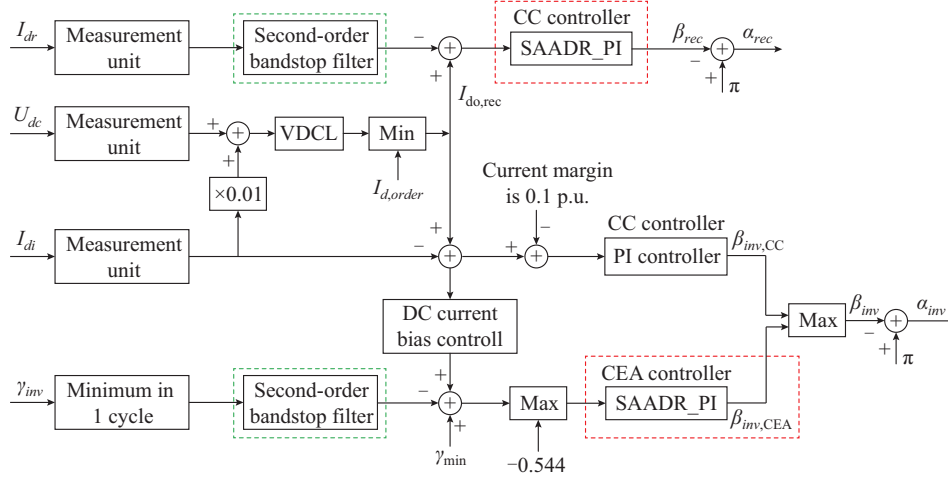 I_dr
Measurement
unit
Second-order
bandstop filter
−
+
+
I_do,rec
CC controller
SAADR_PI
β_rec
α_rec
−
+
π
U_dc
Measurement
unit
+
+
+
×0.01
VDCL
Min
I_d,order
Current margin
is 0.1 p.u.
I_di
Measurement
unit
−
+
+
+
−
+
CC controller
PI controller
β_inv,CC
DC current
bias controll
Max
β_inv
α_inv
−
+
+
π
γ_inv
Minimum in
1 cycle
Second-order
bandstop filter
−
+
+
+
γ_min
Max
−0.544
CEA controller
SAADR_PI
β_inv,CEA